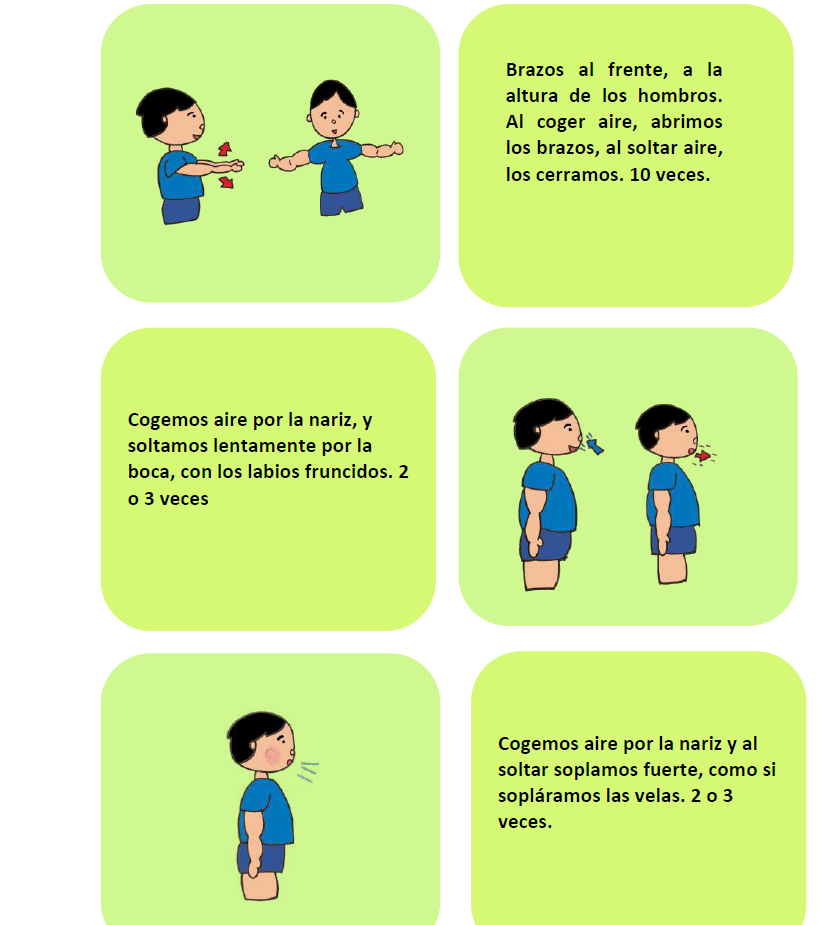 Brazos al frente, a la
altura de los hombros.
Al coger aire, abrimos
los brazos, al soltar aire,
los cerramos. 10 veces.
Cogemos aire por la nariz, y
soltamos lentamente por la
boca, con los labios fruncidos. 2
o 3 veces
Cogemos aire por la nariz y al
soltar soplamos fuerte, como si
sopláramos las velas. 2 o 3
veces.